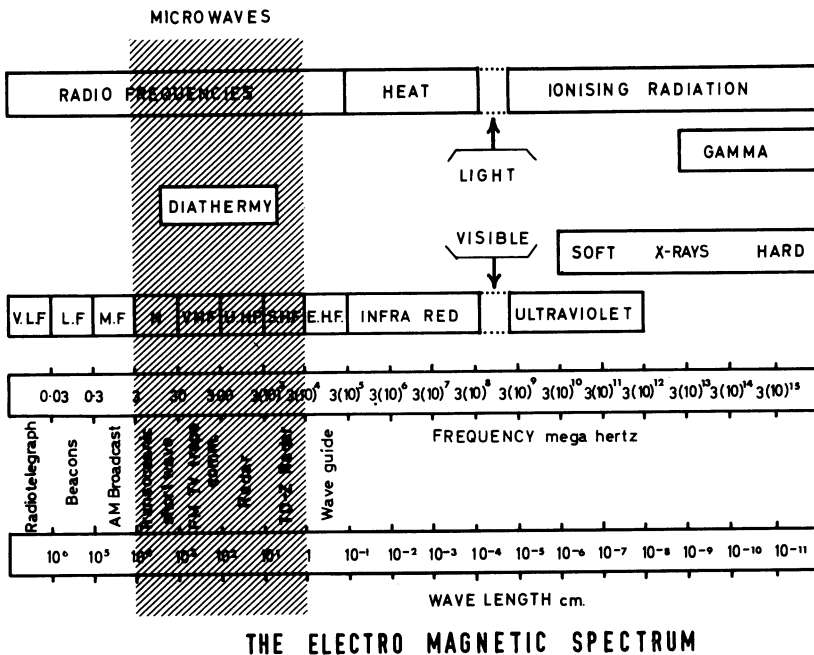 MICROWAVES
RADIO FREQUENCIES HEAT IONISING RADIATION
GAMMA
LIGHT
DIATHERMY
VISIBLE
SOFT X-RAYS HARD
V.L.F L.F M.F V.H.F U.H.F S.H.F E.H.F. INFRA RED ULTRAVIOLET
0·03 0·3 3 30 300 3(10)³ 3(10)⁴ 3(10)⁵ 3(10)⁶ 3(10)⁷ 3(10)⁸ 3(10)⁹ 3(10)¹⁰ 3(10)¹¹ 3(10)¹² 3(10)¹³ 3(10)¹⁴ 3(10)¹⁵
FREQUENCY mega hertz
Radiotelegraph
Beacons
AM Broadcast
short wave
FM TV
Radar
Radar
Wave guide
10⁶ 10⁵ 10⁴ 10³ 10² 10¹ 1 10⁻¹ 10⁻² 10⁻³ 10⁻⁴ 10⁻⁵ 10⁻⁶ 10⁻⁷ 10⁻⁸ 10⁻⁹ 10⁻¹⁰ 10⁻¹¹
WAVE LENGTH cm.
THE ELECTRO MAGNETIC SPECTRUM